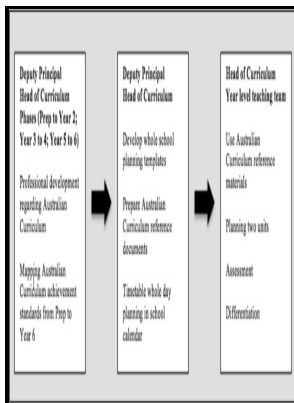 Deputy Principal
Head of Curriculum
Phases (Prep to Year 2;
Year 3 to 4; Year 5 to 6)
Professional development
regarding Australian
Curriculum
Mapping Australian
Curriculum achievement
standards from Prep to
Year 6
Deputy Principal
Head of Curriculum
Develop whole school
planning templates
Prepare Australian
Curriculum reference
documents
Timetable whole day
planning in school
calendar
Head of Curriculum
Year level teaching team
Use Australian
Curriculum reference
materials
Planning two units
Assessment
Differentiation